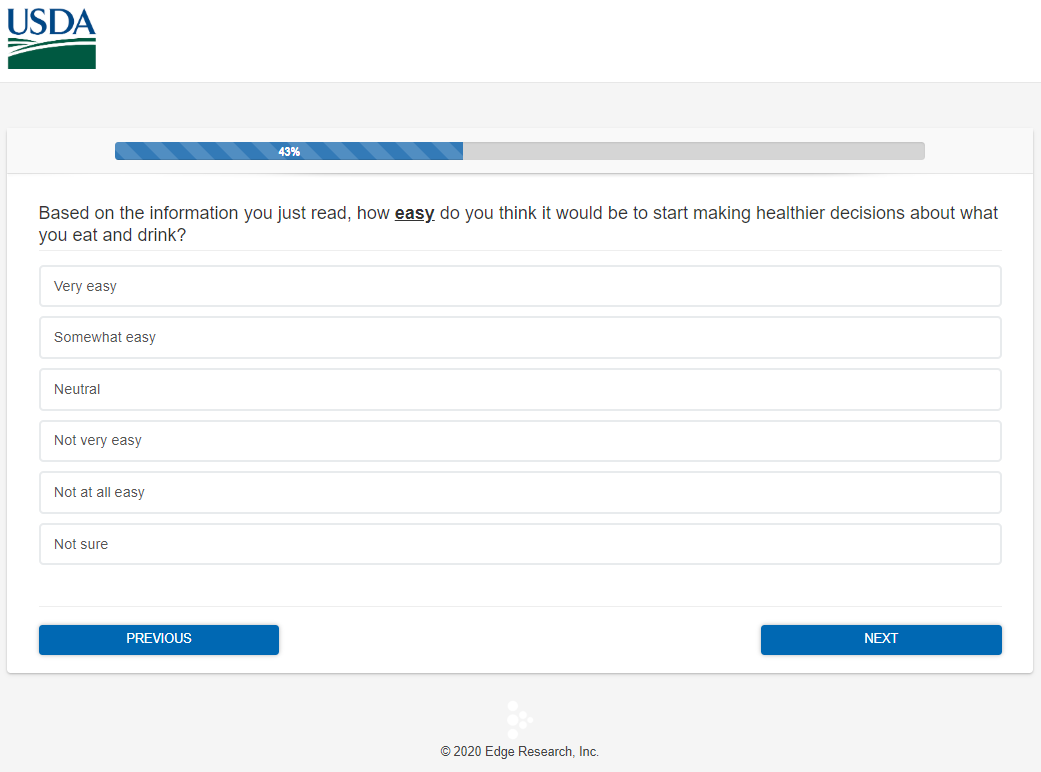 USDA
43%
Based on the information you just read, how easy do you think it would be to start making healthier decisions about what
you eat and drink?
Very easy
Somewhat easy
Neutral
Not very easy
Not at all easy
Not sure
PREVIOUS
NEXT
© 2020 Edge Research, Inc.